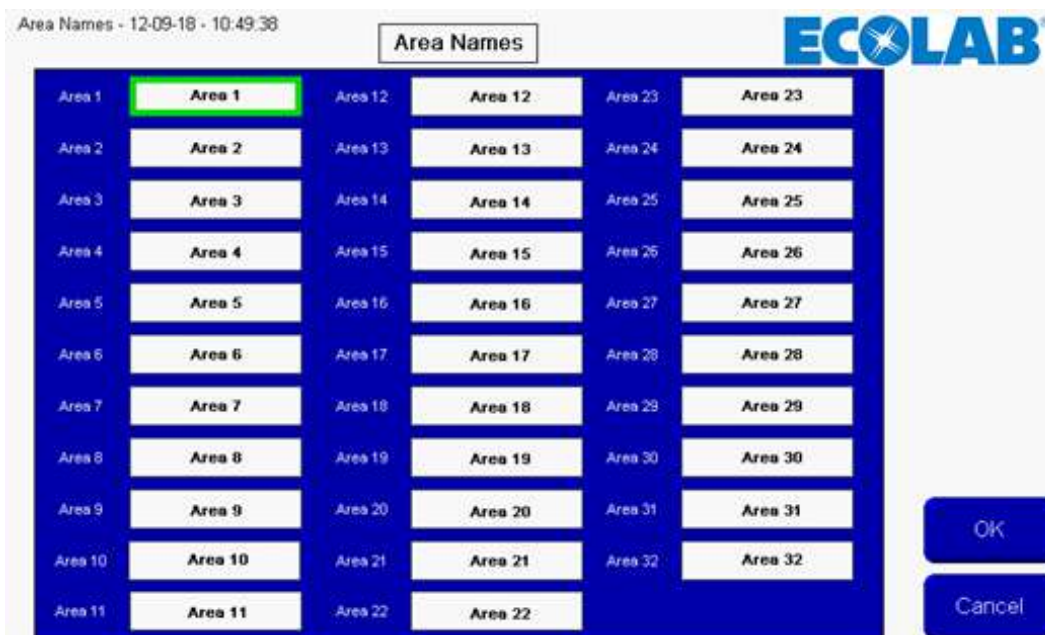 Area Names - 12-09-18 - 10:49:38
Area Names
ECOLAB
Area 1 Area 1 Area 12 Area 12 Area 23 Area 23
Area 2 Area 2 Area 13 Area 13 Area 24 Area 24
Area 3 Area 3 Area 14 Area 14 Area 25 Area 25
Area 4 Area 4 Area 15 Area 15 Area 26 Area 26
Area 5 Area 5 Area 16 Area 16 Area 27 Area 27
Area 6 Area 6 Area 17 Area 17 Area 28 Area 28
Area 7 Area 7 Area 18 Area 18 Area 29 Area 29
Area 8 Area 8 Area 19 Area 19 Area 30 Area 30
Area 9 Area 9 Area 20 Area 20 Area 31 Area 31
OK
Area 10 Area 10 Area 21 Area 21 Area 32 Area 32
Area 11 Area 11 Area 22 Area 22
Cancel